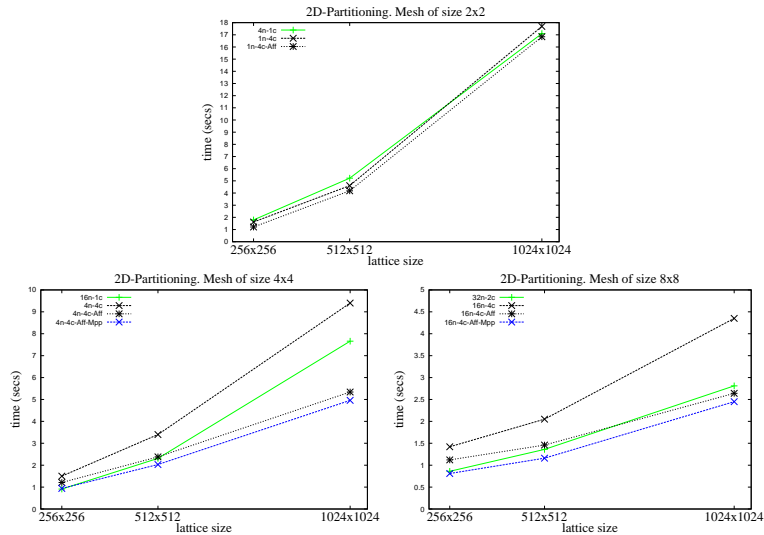 2D-Partitioning. Mesh of size 2x2
4n-1c
1n-4c
1n-4c-Aff
time (secs)
18
17
16
15
14
13
12
11
10
9
8
7
6
5
4
3
2
1
0
256x256 512x512 1024x1024
lattice size
2D-Partitioning. Mesh of size 4x4
16n-1c
4n-4c
4n-4c-Aff
4n-4c-Aff-Mpp
time (secs)
10
9
8
7
6
5
4
3
2
1
0
256x256 512x512 1024x1024
lattice size
2D-Partitioning. Mesh of size 8x8
32n-2c
16n-4c
16n-4c-Aff
16n-4c-Aff-Mpp
time (secs)
5
4.5
4
3.5
3
2.5
2
1.5
1
0.5
0
256x256 512x512 1024x1024
lattice size